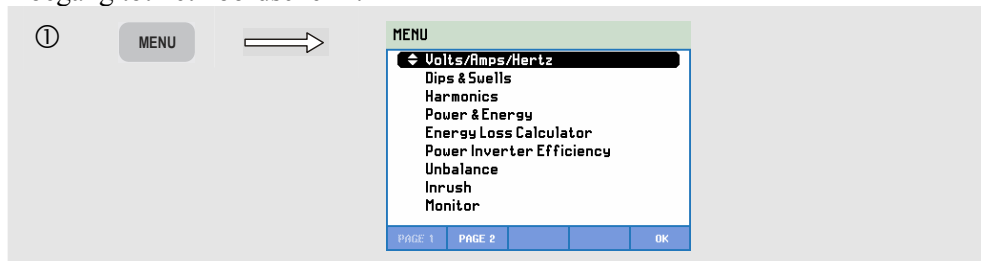 ① MENU MENU
Volts/Amps/Hertz
Dips & Swells
Harmonics
Power & Energy
Energy Loss Calculator
Power Inverter Efficiency
Unbalance
Inrush
Monitor
PAGE 1 PAGE 2 OK